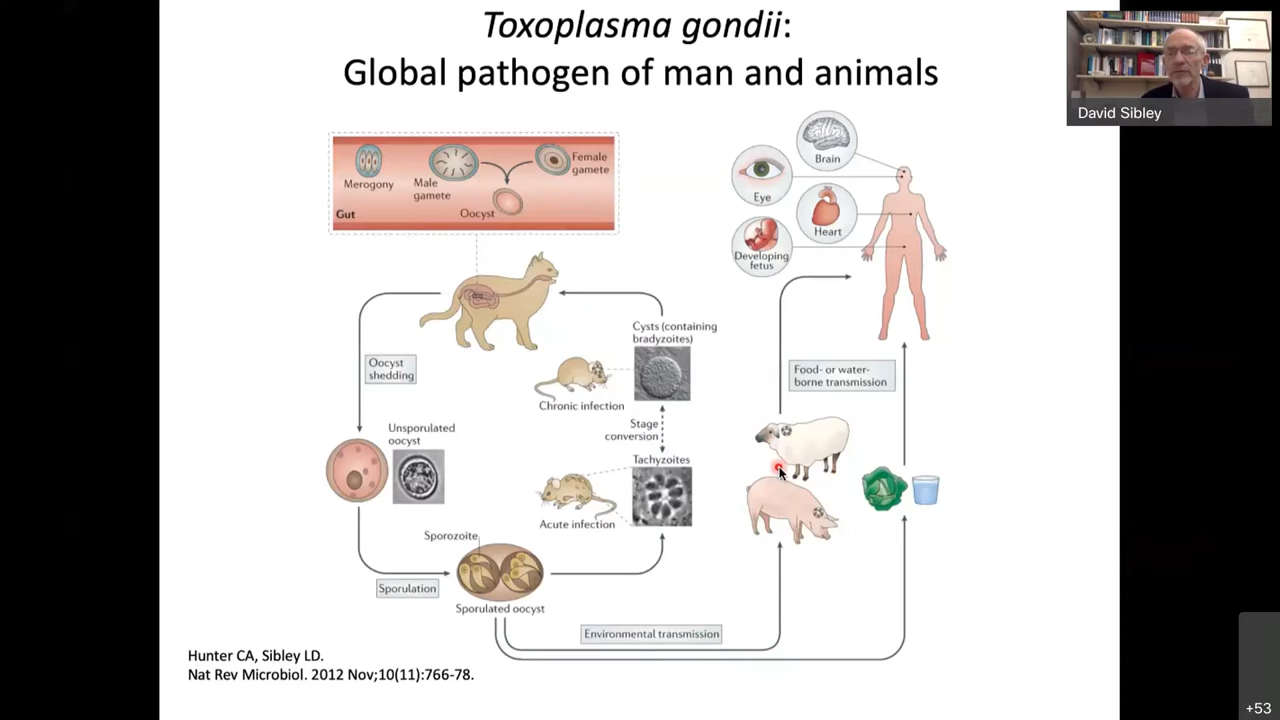 Toxoplasma gondii:
Global pathogen of man and animals
David Sibley
Merogony
Male
gamete
Female
gamete
Oocyst
Gut
Brain
Eye
Heart
Developing
fetus
Cysts (containing
bradyzoites)
Oocyst
shedding
Chronic infection
Food- or water-
borne transmission
Stage
conversion
Unsporulated
oocyst
Tachyzoites
Acute infection
Sporozoite
Sporulation
Sporulated oocyst
Environmental transmission
Hunter CA, Sibley LD.
Nat Rev Microbiol. 2012 Nov;10(11):766-78.
+53